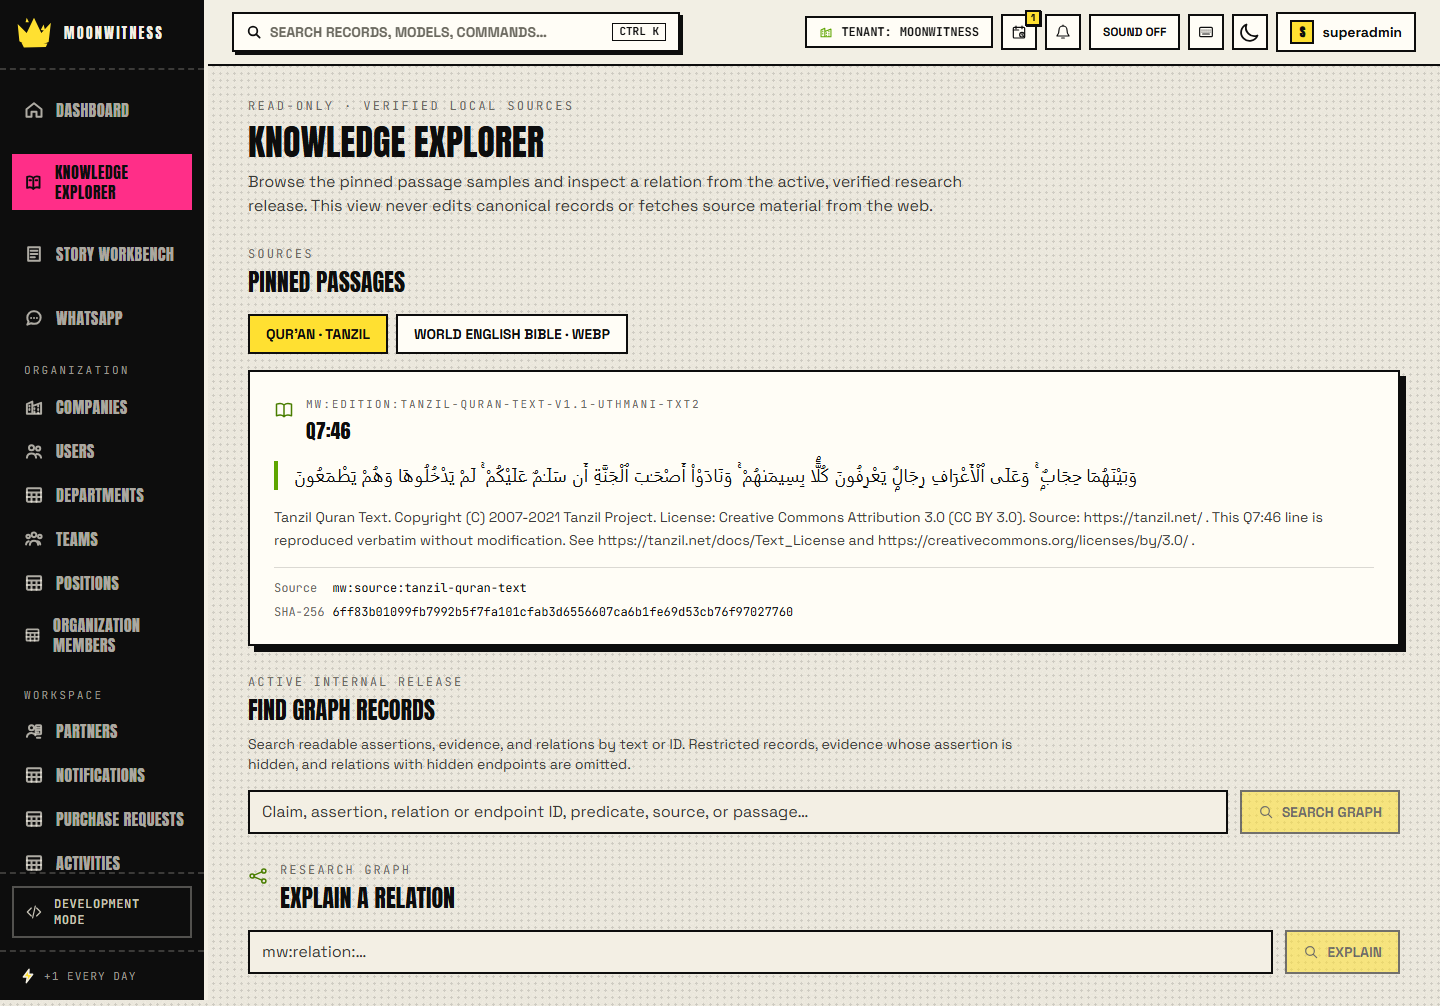 MOONWITNESS
SEARCH RECORDS, MODELS, COMMANDS...
CTRL K
TENANT: MOONWITNESS
1
SOUND OFF
S
superadmin
DASHBOARD
KNOWLEDGE
EXPLORER
STORY WORKBENCH
WHATSAPP
ORGANIZATION
COMPANIES
USERS
DEPARTMENTS
TEAMS
POSITIONS
ORGANIZATION
MEMBERS
WORKSPACE
PARTNERS
NOTIFICATIONS
PURCHASE REQUESTS
ACTIVITIES
DEVELOPMENT
MODE
+1 EVERY DAY
READ-ONLY · VERIFIED LOCAL SOURCES
KNOWLEDGE EXPLORER
Browse the pinned passage samples and inspect a relation from the active, verified research
release. This view never edits canonical records or fetches source material from the web.
SOURCES
PINNED PASSAGES
QUR'AN · TANZIL
WORLD ENGLISH BIBLE · WEBP
MW:EDITION:TANZIL-QURAN-TEXT-V1.1-UTHMANI-TXT2
Q7:46
وَبَيْنَهُمَا حِجَابٌ ۚ وَعَلَى ٱلْأَعْرَافِ رِجَالٌ يَعْرِفُونَ كُلًّۢا بِسِيمَىٰهُمْ ۚ وَنَادَوْا۟ أَصْحَـٰبَ ٱلْجَنَّةِ أَن سَلَـٰمٌ عَلَيْكُمْ ۚ لَمْ يَدْخُلُوهَا وَهُمْ يَطْمَعُونَ
Tanzil Quran Text. Copyright (C) 2007-2021 Tanzil Project. License: Creative Commons Attribution 3.0 (CC BY 3.0). Source: https://tanzil.net/ . This Q7:46 line is
reproduced verbatim without modification. See https://tanzil.net/docs/Text_License and https://creativecommons.org/licenses/by/3.0/ .
Source mw:source:tanzil-quran-text
SHA-256 6ff83b01099fb7992b5f7fa101cfab3d6556607ca6b1fe69d53cb76f97027760
ACTIVE INTERNAL RELEASE
FIND GRAPH RECORDS
Search readable assertions, evidence, and relations by text or ID. Restricted records, evidence whose assertion is
hidden, and relations with hidden endpoints are omitted.
Claim, assertion, relation or endpoint ID, predicate, source, or passage...
SEARCH GRAPH
RESEARCH GRAPH
EXPLAIN A RELATION
mw:relation:...
EXPLAIN